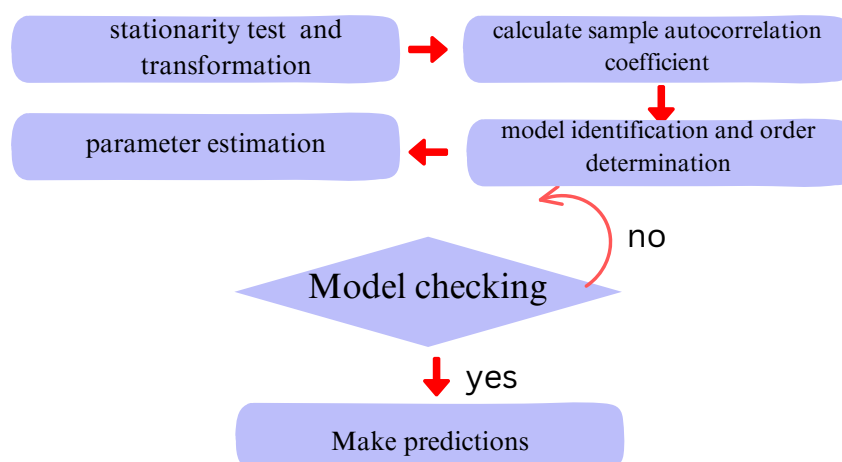 stationarity test and
transformation
calculate sample autocorrelation
coefficient
model identification and order
determination
parameter estimation
no
Model checking
yes
Make predictions